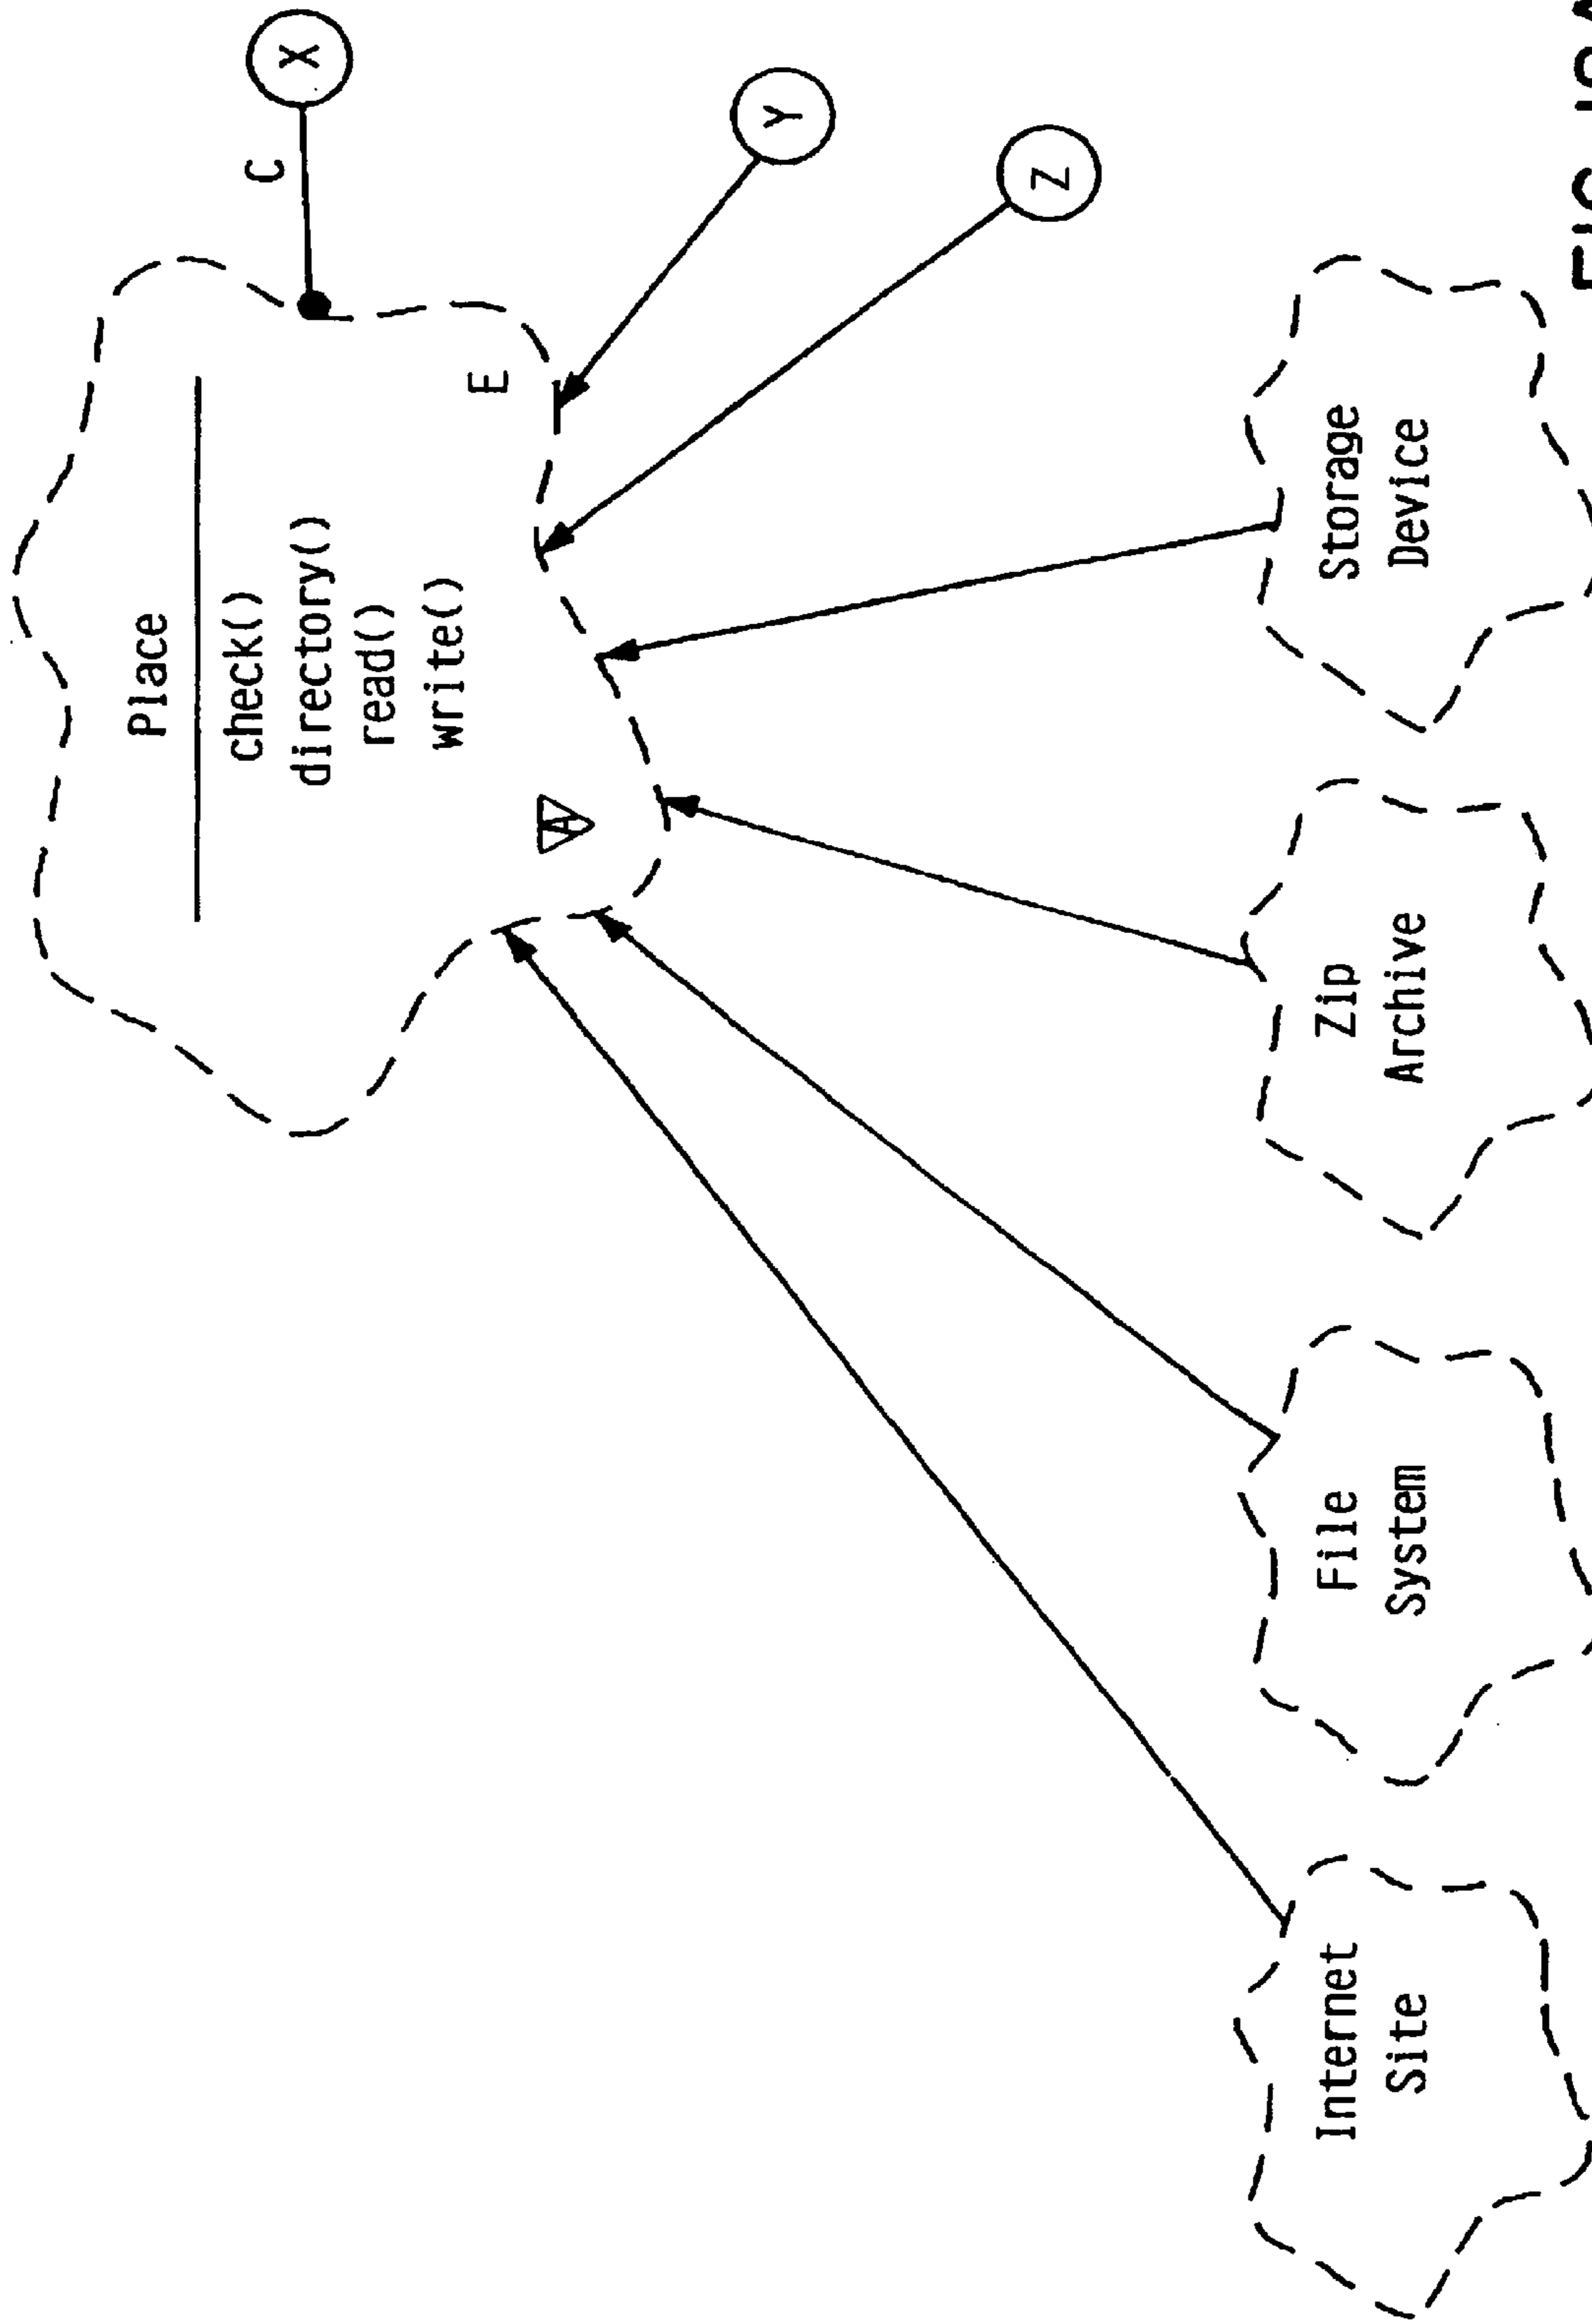 Place
check()
directory()
read()
write()
A
E
C
X
Y
Z
Internet
Site
File
System
Zip
Archive
Storage
Device